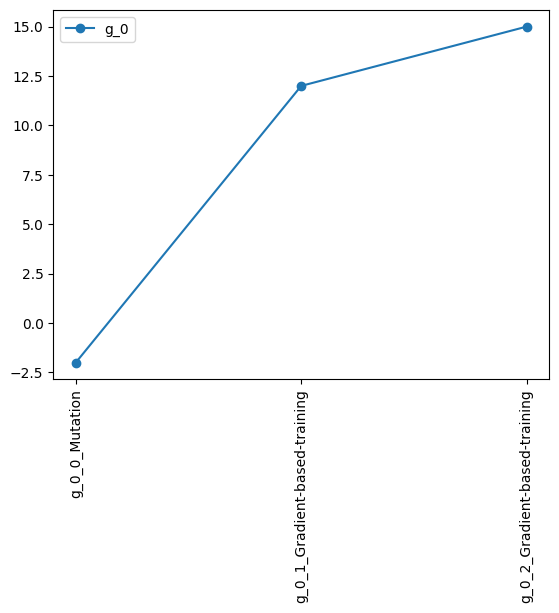 g_0
15.0
12.5
10.0
7.5
5.0
2.5
0.0
−2.5
g_0_0_Mutation
g_0_1_Gradient-based-training
g_0_2_Gradient-based-training